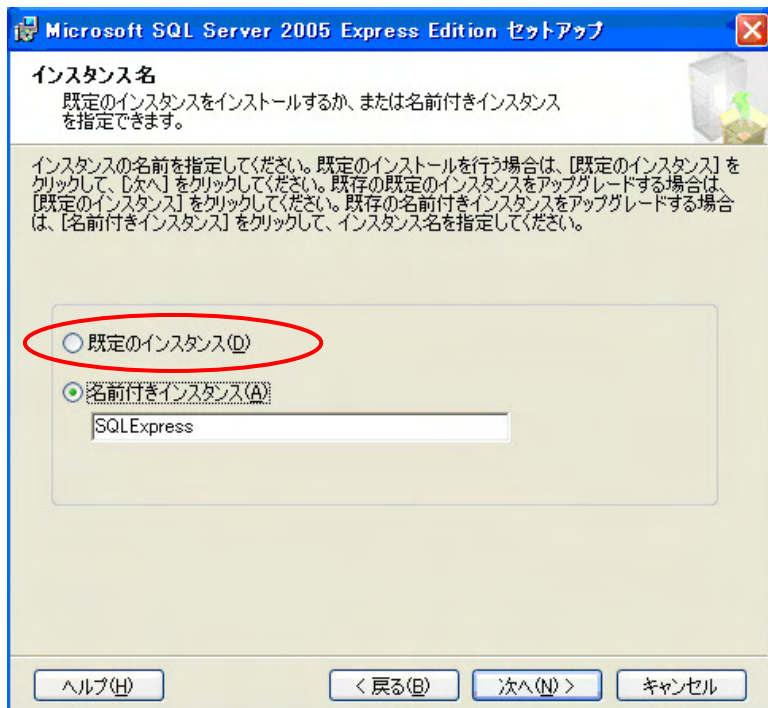 Microsoft SQL Server 2005 Express Edition セットアップ
インスタンス名
既定のインスタンスをインストールするか、または名前付きインスタンス
を指定できます。
インスタンスの名前を指定してください。既定のインストールを行う場合は、[既定のインスタンス] を
クリックして、[次へ] をクリックしてください。既存の既定のインスタンスをアップグレードする場合は、
[既定のインスタンス] をクリックしてください。既存の名前付きインスタンスをアップグレードする場合
は、[名前付きインスタンス] をクリックして、インスタンス名を指定してください。
既定のインスタンス(D)
名前付きインスタンス(A)
SQLExpress
ヘルプ(H)
< 戻る(B)
次へ(N) >
キャンセル